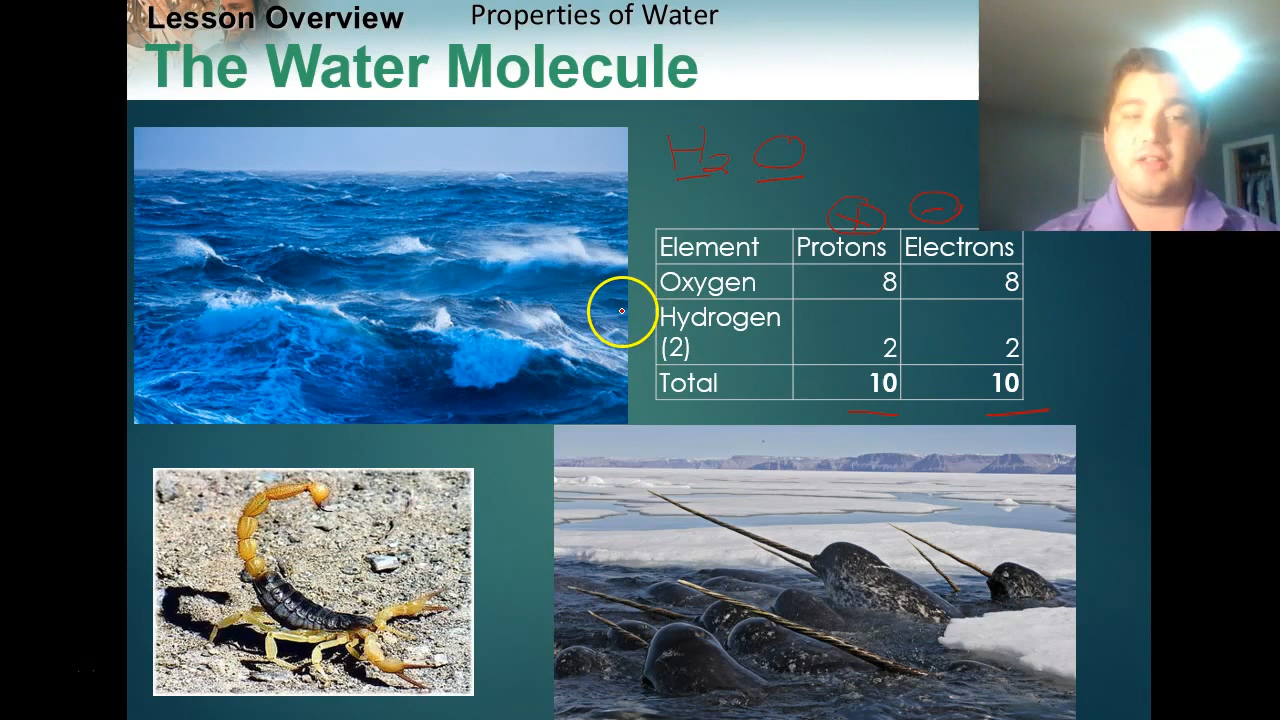 Lesson Overview Properties of Water
The Water Molecule
H2O
+ -
Element Protons Electrons
Oxygen 8 8
Hydrogen
(2) 2 2
Total 10 10